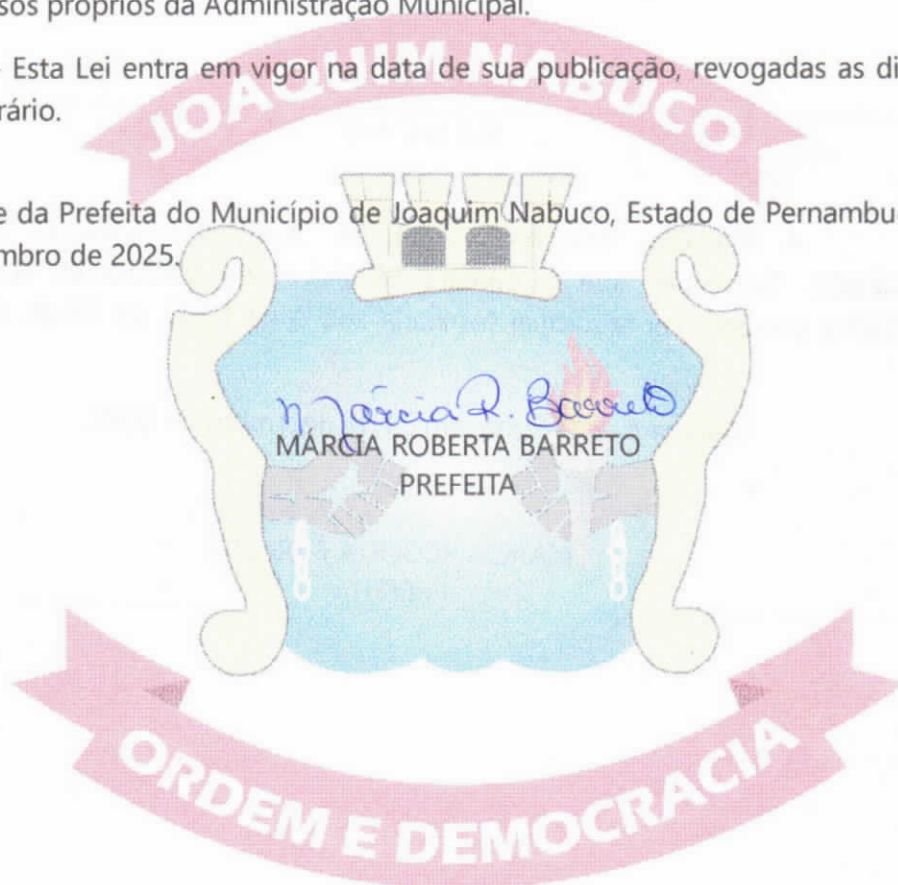 sos próprios da Administração Municipal.
Esta Lei entra em vigor na data de sua publicação, revogadas as di
rário.
JOAQUIM NABUCO
e da Prefeita do Município de Joaquim Nabuco, Estado de Pernambu
mbro de 2025.
Márcia R. Barreto
MÁRCIA ROBERTA BARRETO
PREFEITA
ORDEM E DEMOCRACIA